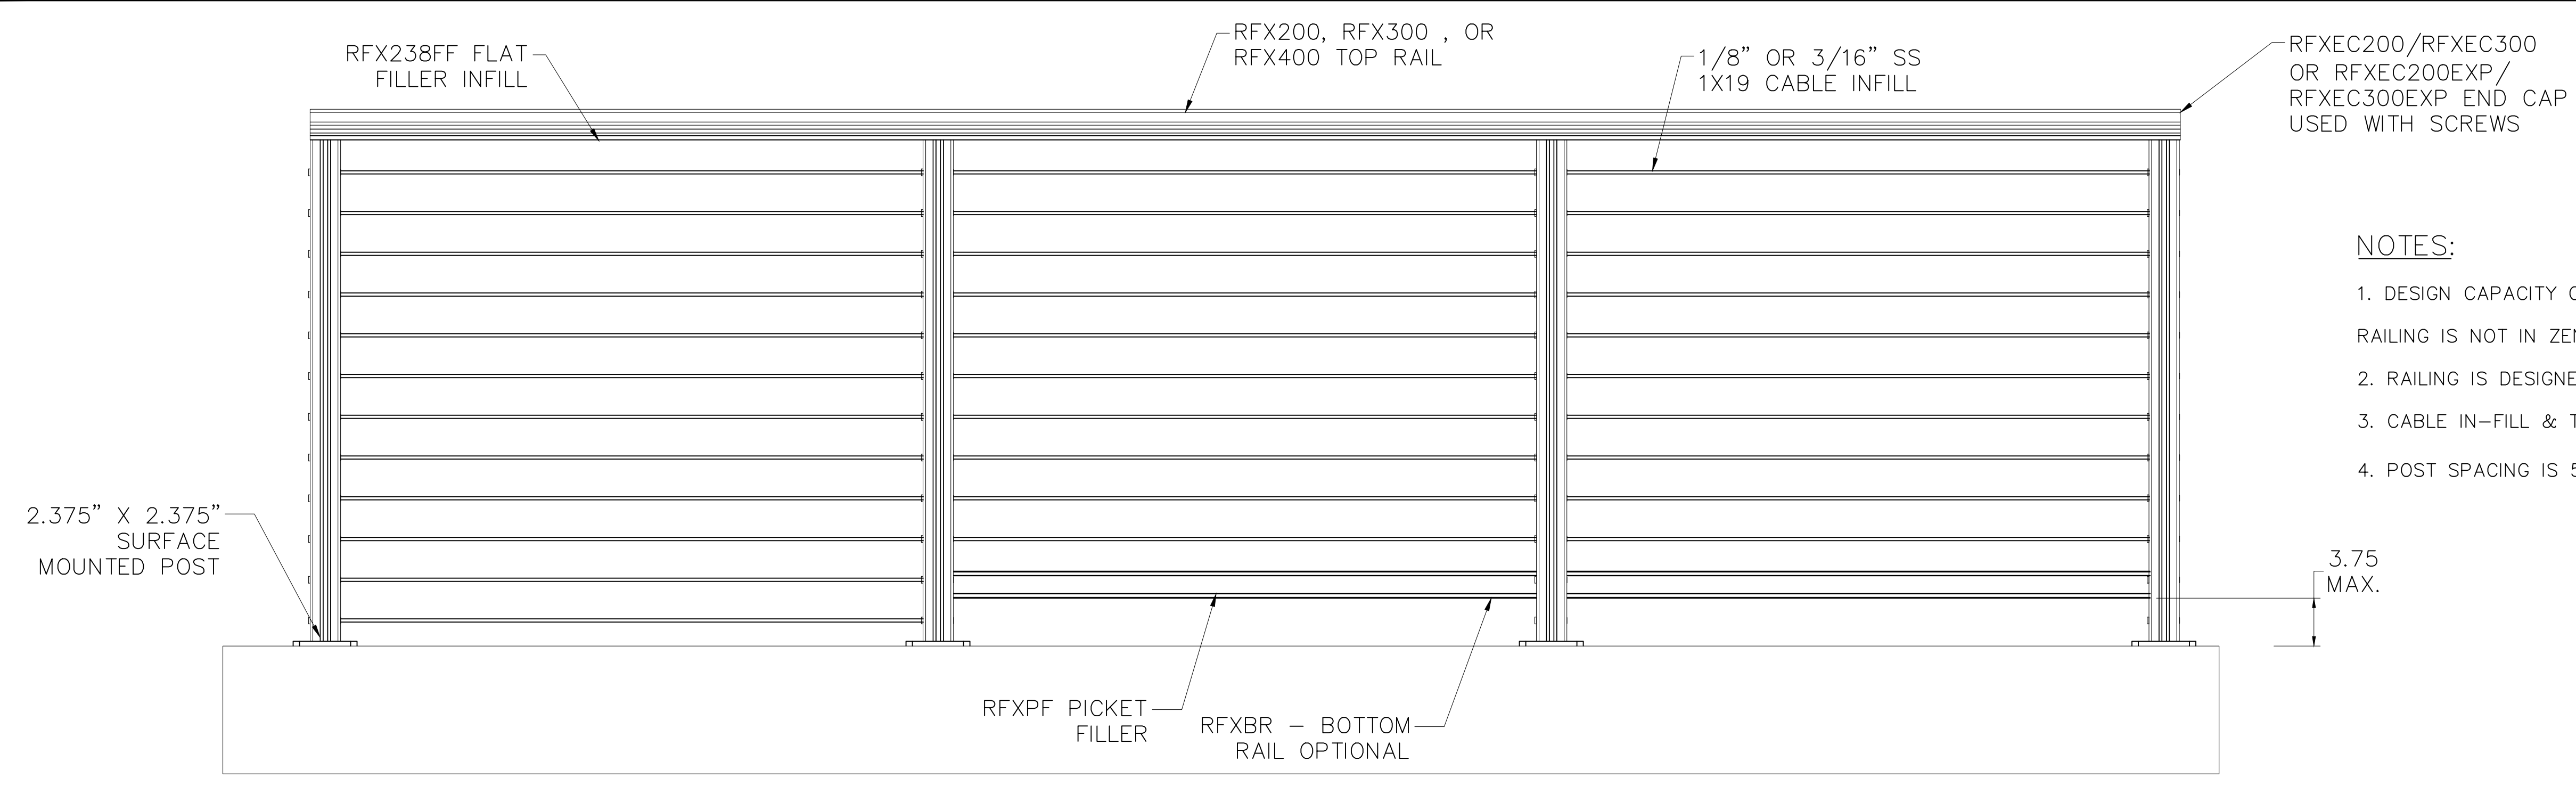 RFX238FF FLAT
FILLER INFILL
RFX200, RFX300 , OR
RFX400 TOP RAIL
1/8" OR 3/16" SS
1X19 CABLE INFILL
RFXEC200/RFXEC300
OR RFXEC200EXP/
RFXEC300EXP END CAP
USED WITH SCREWS
NOTES:
1. DESIGN CAPACITY
RAILING IS NOT IN
2. RAILING IS
3. CABLE IN-FILL &
4. POST SPACING IS
2.375" X 2.375"
SURFACE
MOUNTED POST
3.75
MAX.
RFXPF PICKET
FILLER
RFXBR - BOTTOM
RAIL OPTIONAL